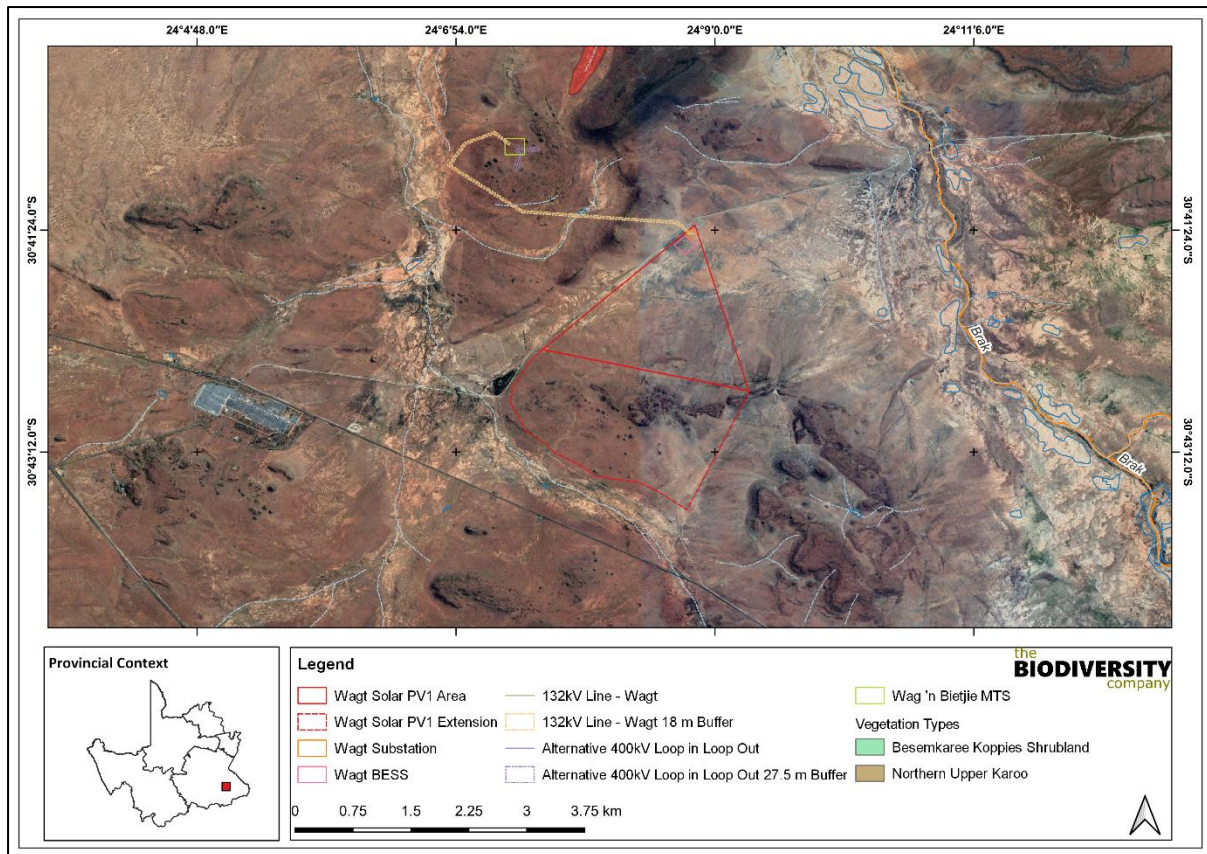 24°4'48.0"E
24°6'54.0"E
24°9'0.0"E
24°11'6.0"E
30°41'24.0"S
30°41'24.0"S
30°43'12.0"S
30°43'12.0"S
Brak
Brak
Provincial Context
Legend
the
BIODIVERSITY
company
Wagt Solar PV1 Area
132kV Line - Wagt
Wag 'n Bietjie MTS
Wagt Solar PV1 Extension
132kV Line - Wagt 18 m Buffer
Vegetation Types
Wagt Substation
Alternative 400kV Loop in Loop Out
Besemkaree Koppies Shrubland
Wagt BESS
Alternative 400kV Loop in Loop Out 27.5 m Buffer
Northern Upper Karoo
0 0.75 1.5 2.25 3 3.75 km